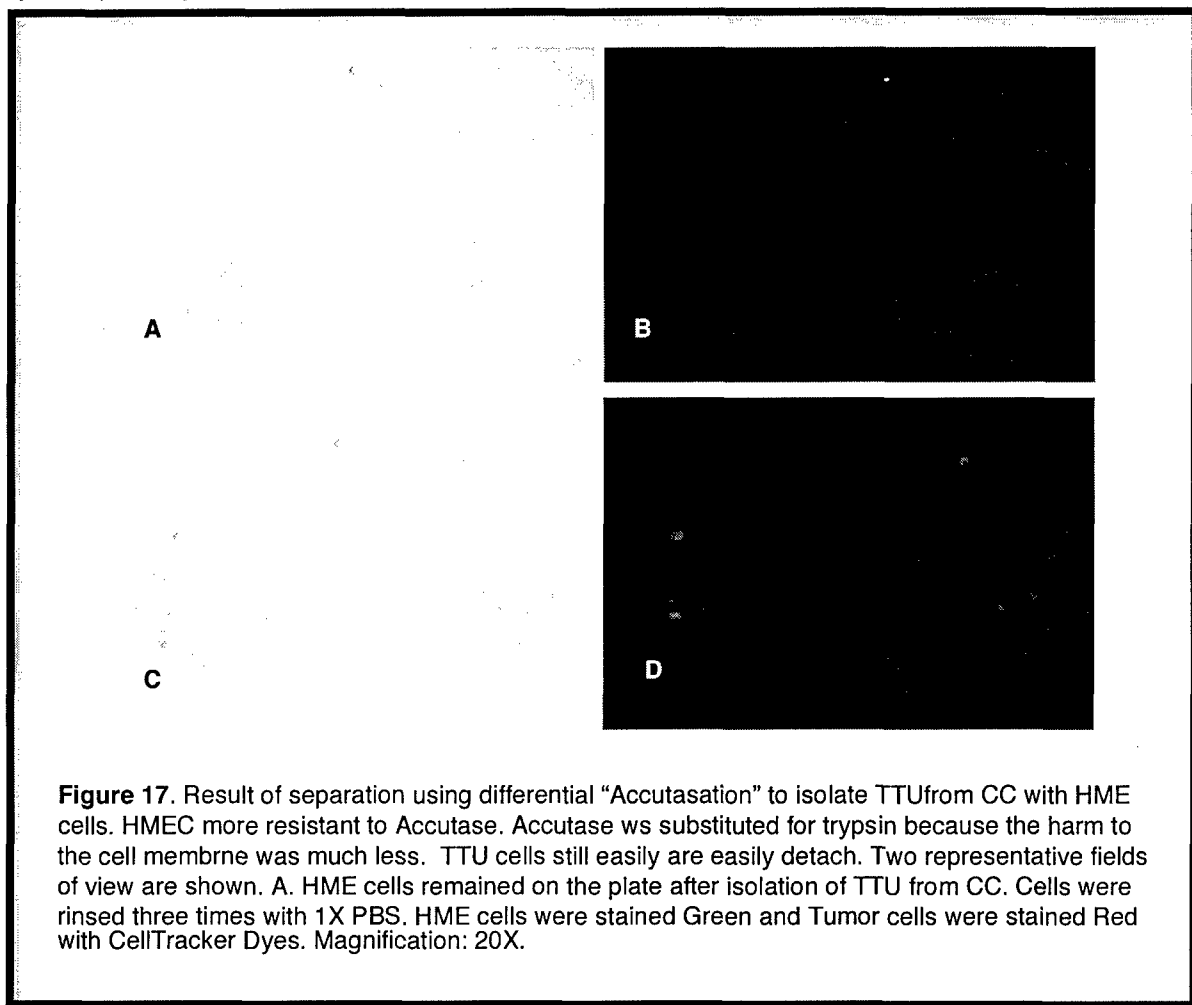 A
B
C
D
Figure 17. Result of separation using differential “Accutasation” to isolate TTUfrom CC with HME
cells. HMEC more resistant to Accutase. Accutase ws substituted for trypsin because the harm to
the cell membrne was much less. TTU cells still easily are easily detach. Two representative fields
of view are shown. A. HME cells remained on the plate after isolation of TTU from CC. Cells were
rinsed three times with 1X PBS. HME cells were stained Green and Tumor cells were stained Red
with CellTracker Dyes. Magnification: 20X.